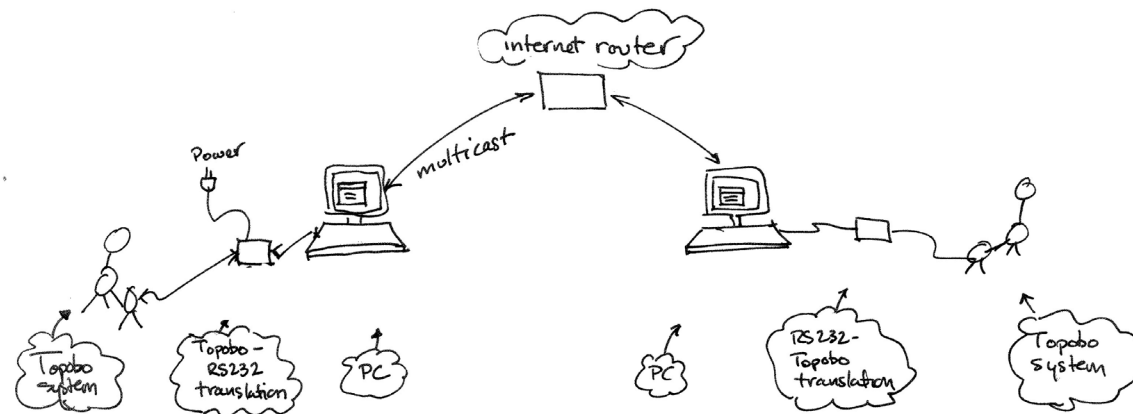 internet router
multicast
Power
Topobo
system
Topobo -
RS232
translation
PC
PC
RS232-
Topobo
translation
Topobo
system